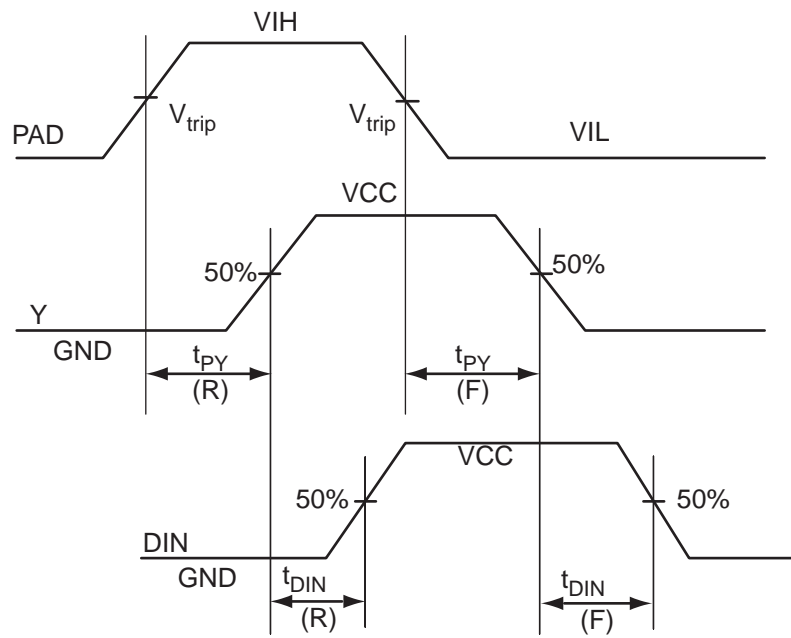 VIH
PAD
Vtrip
Vtrip
VIL
VCC
50%
50%
Y
GND
tPY
(R)
tPY
(F)
VCC
50%
50%
DIN
GND
tDIN
(R)
tDIN
(F)